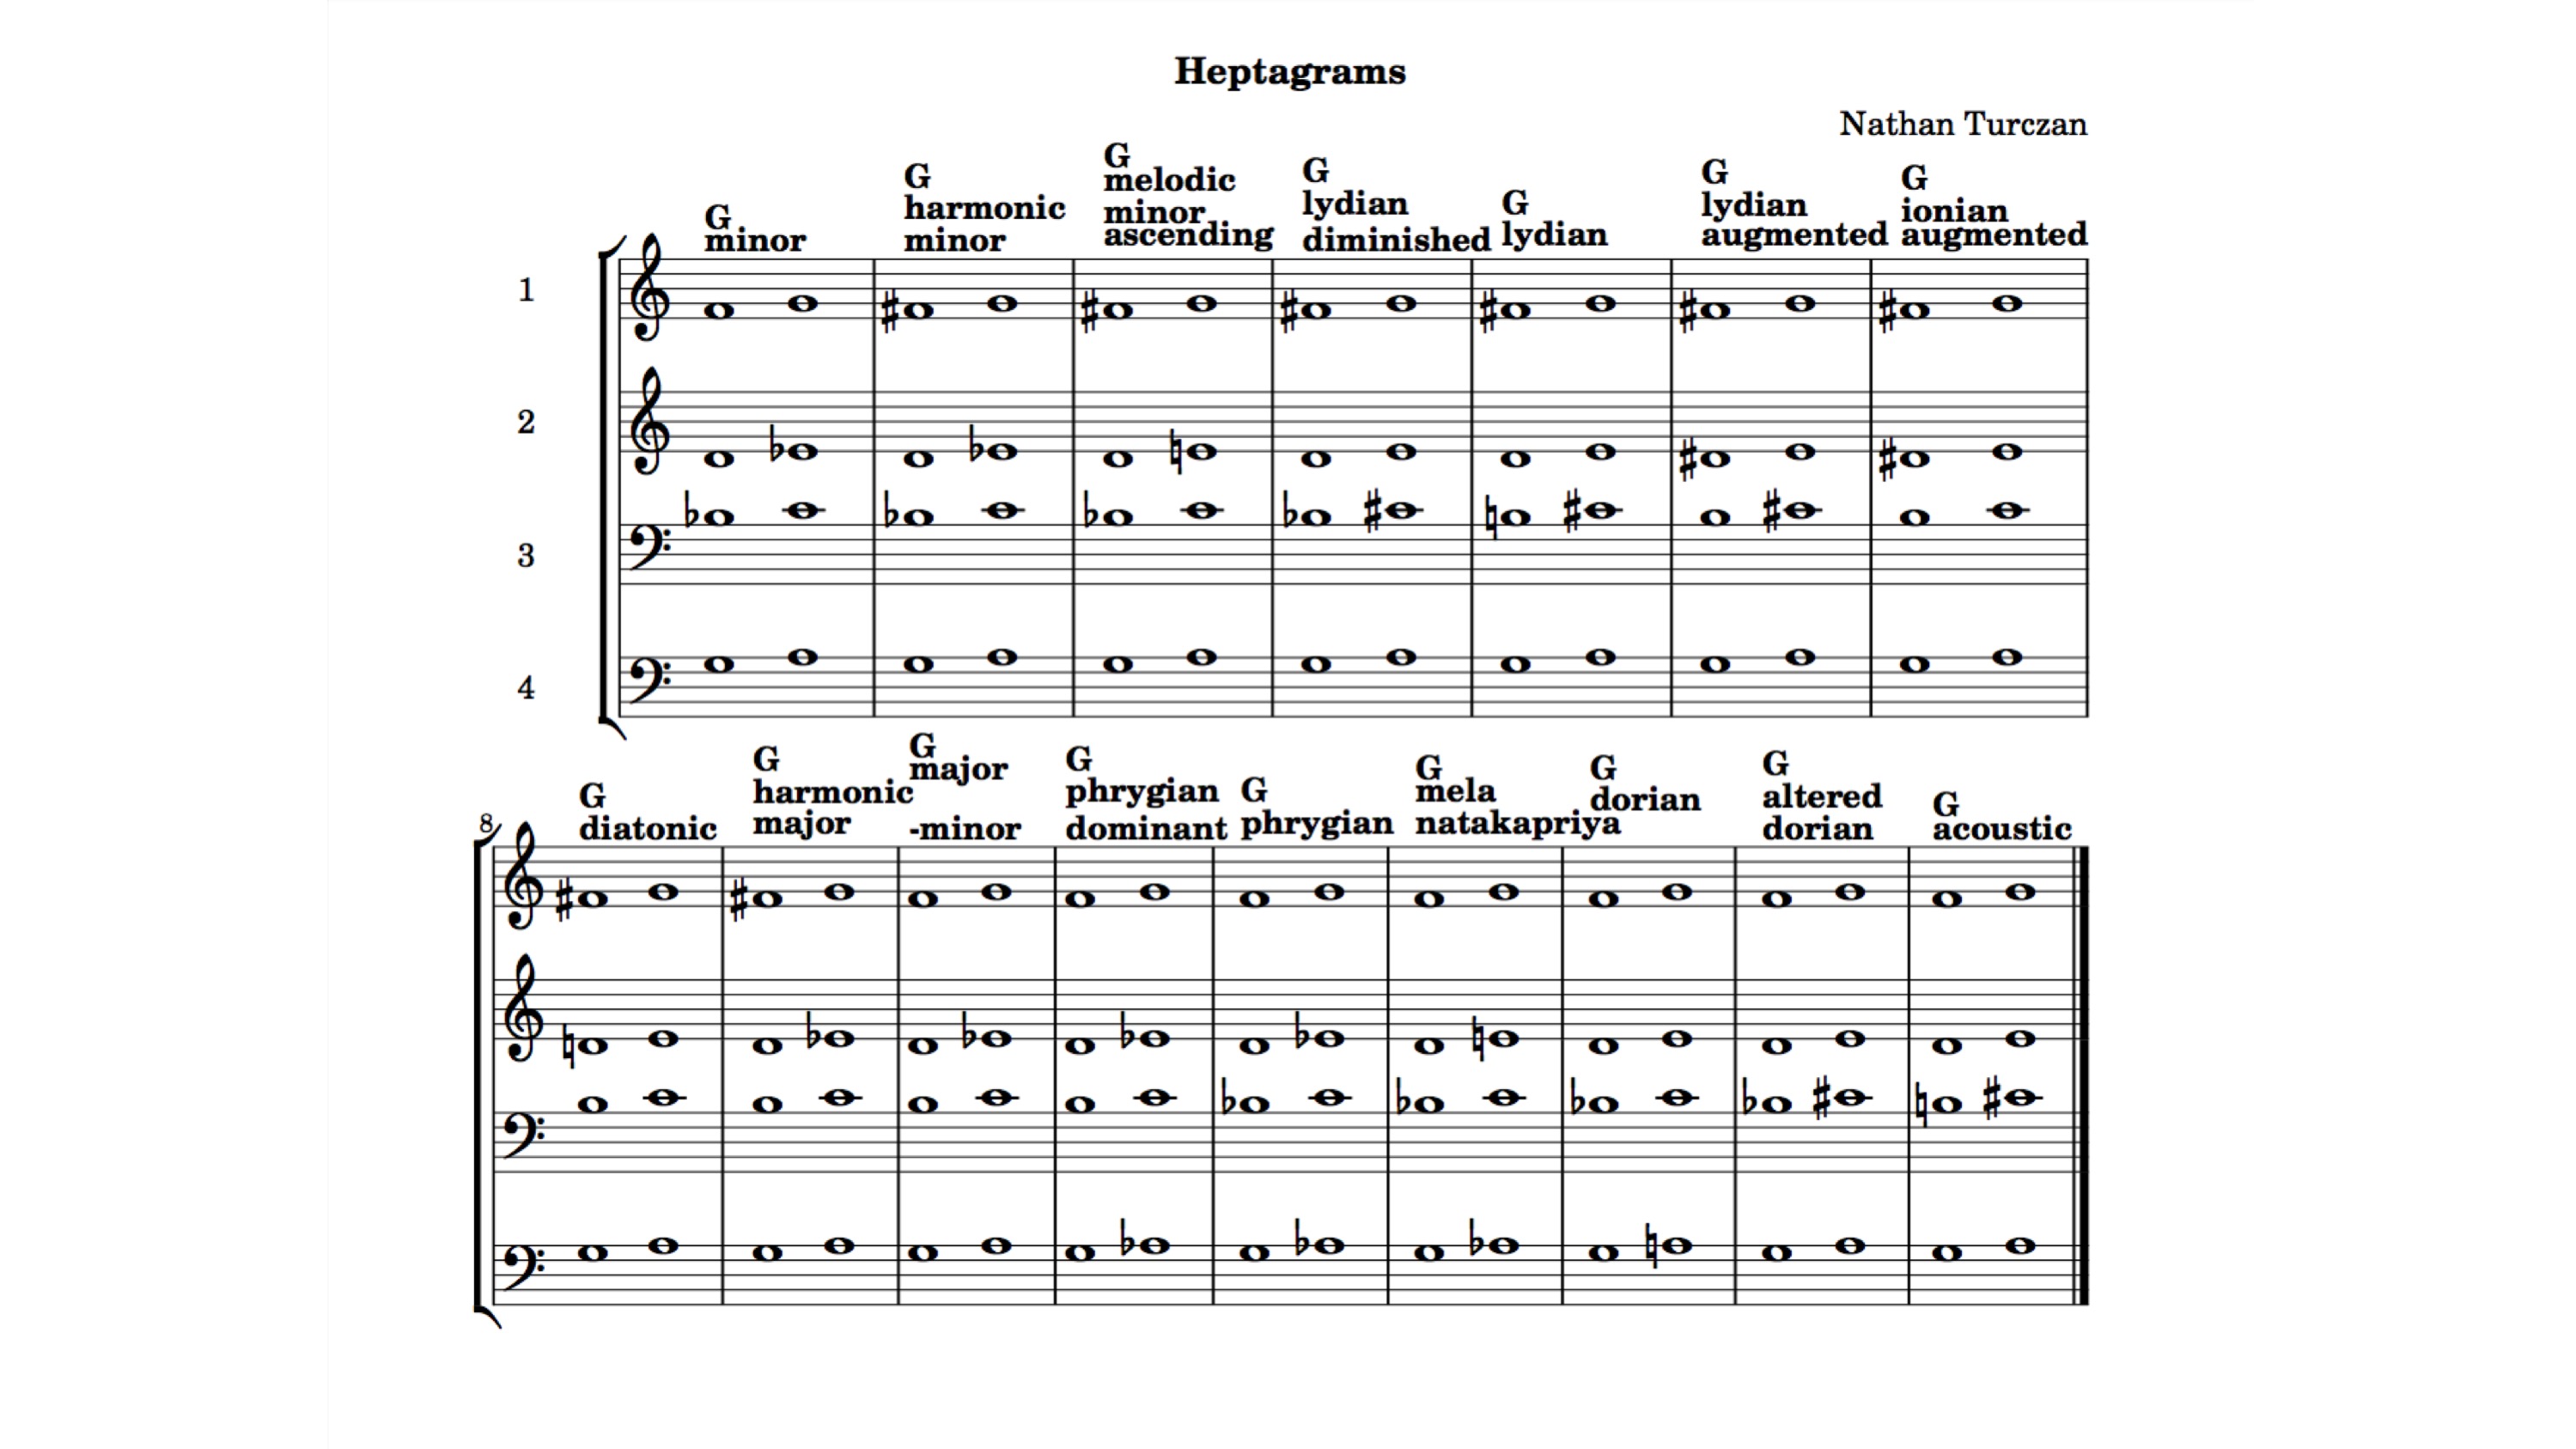 Heptagrams
Nathan Turczan
G
minor
G
harmonic
minor
G
melodic
minor
ascending
G
lydian
diminished
G
lydian
G
lydian
augmented
G
ionian
augmented
1
2
3
4
8
G
diatonic
G
harmonic
major
G
major
-minor
G
phrygian
dominant
G
phrygian
G
mela
natakapriya
G
dorian
G
altered
dorian
G
acoustic